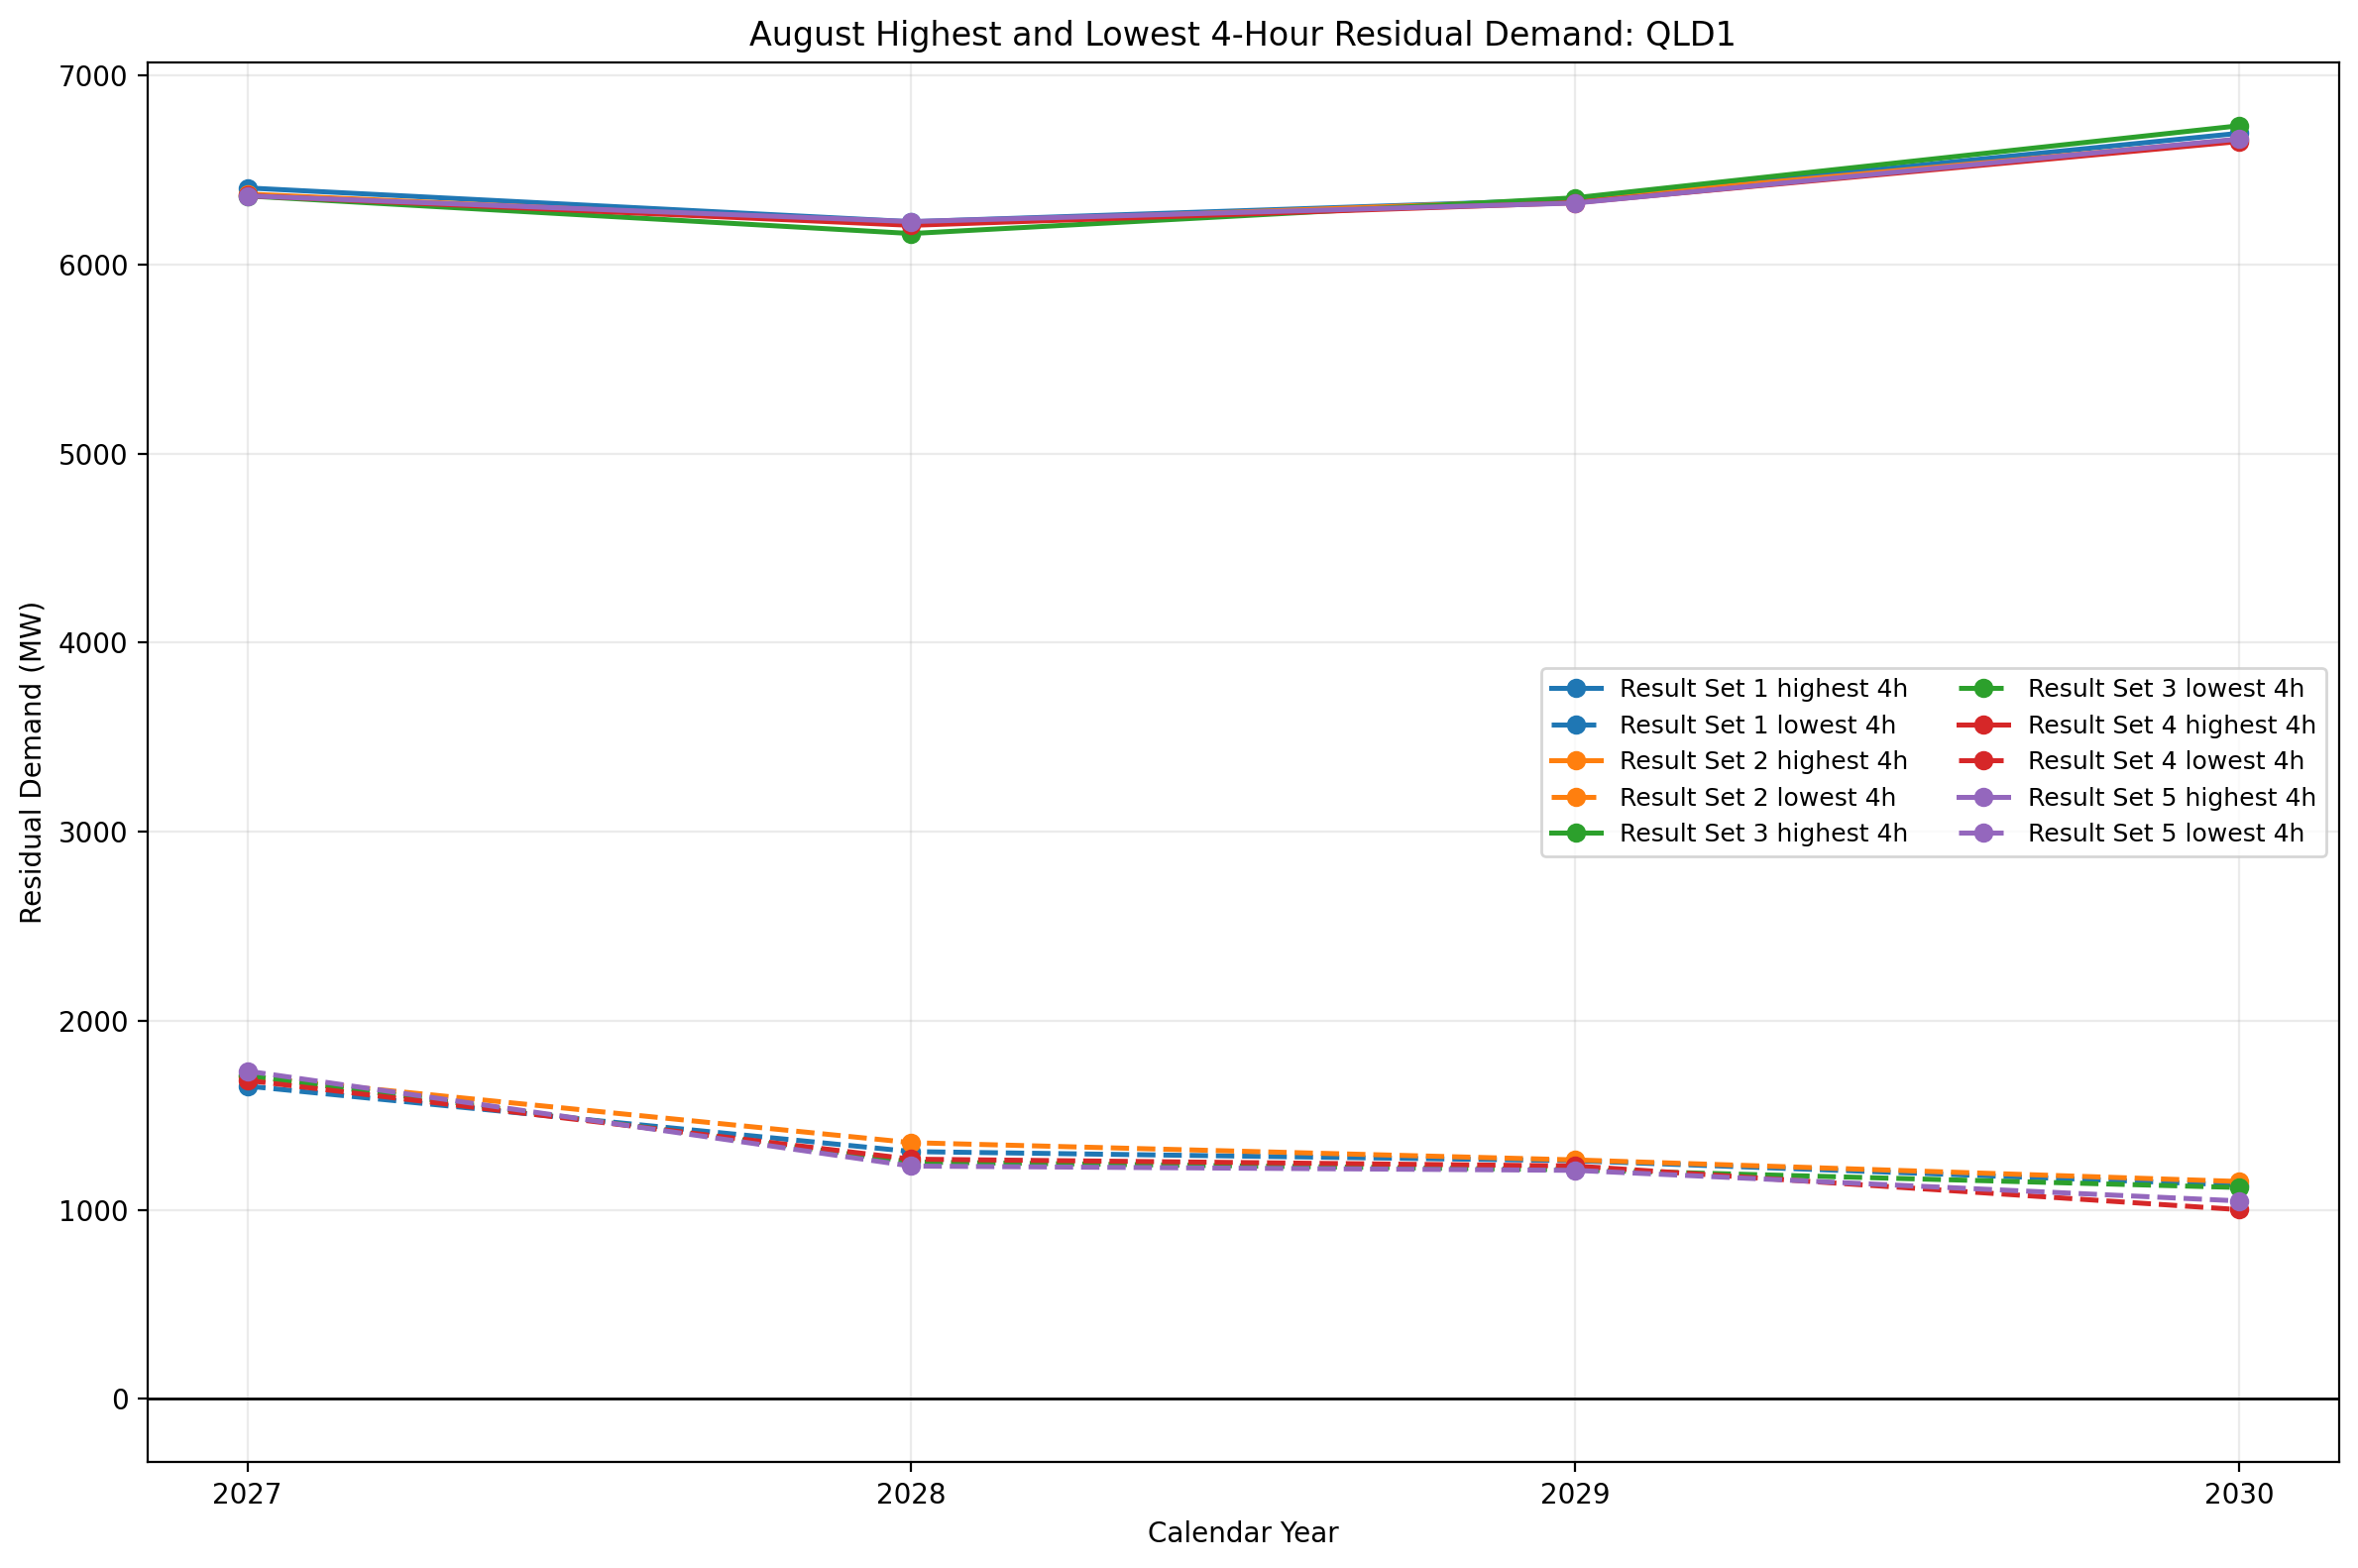 August Highest and Lowest 4-Hour Residual Demand: QLD1
Residual Demand (MW)
7000
6000
5000
4000
3000
2000
1000
0
Result Set 1 highest 4h
Result Set 1 lowest 4h
Result Set 2 highest 4h
Result Set 2 lowest 4h
Result Set 3 highest 4h
Result Set 3 lowest 4h
Result Set 4 highest 4h
Result Set 4 lowest 4h
Result Set 5 highest 4h
Result Set 5 lowest 4h
2027 2028 2029 2030
Calendar Year